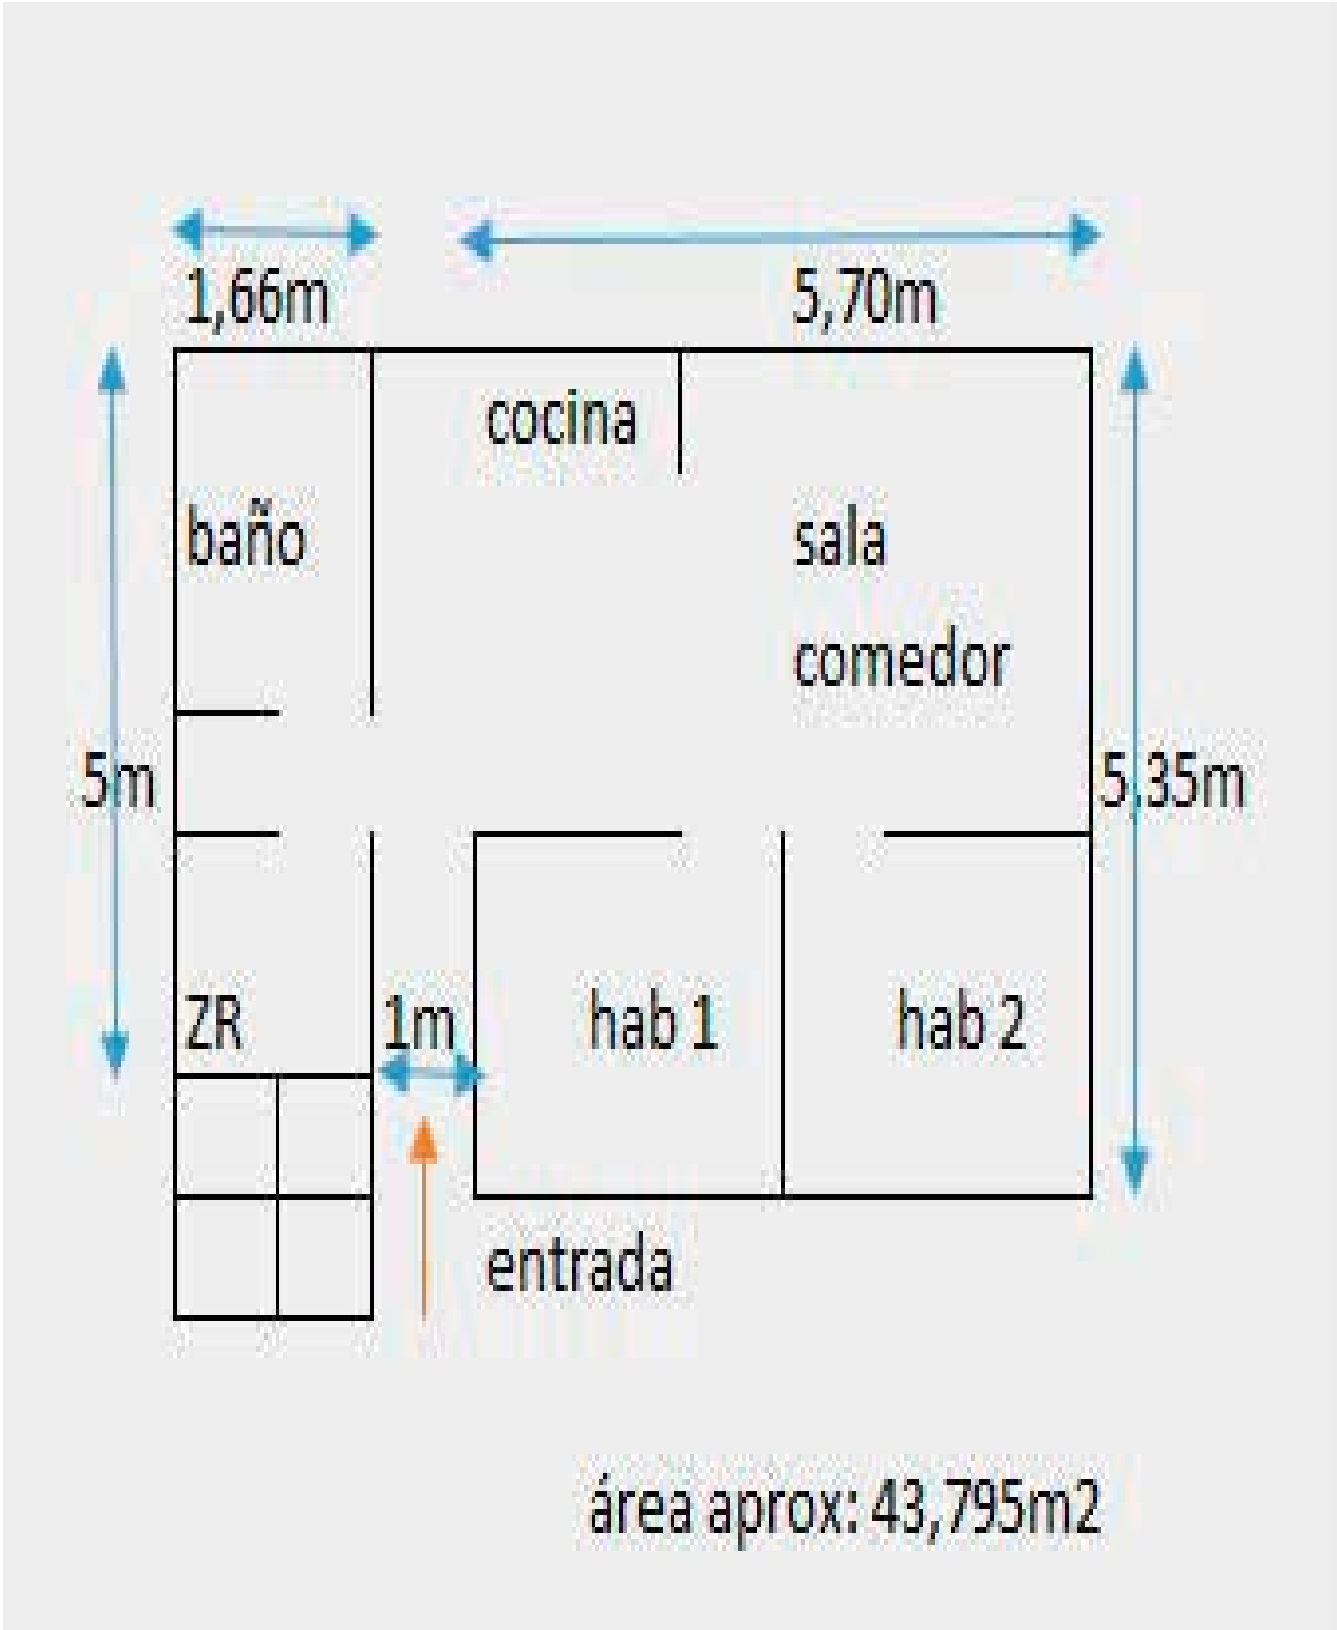 1,66m
5,70m
cocina
baño
sala
comedor
5m
5,35m
ZR
1m
hab 1
hab 2
entrada
área aprox: 43,795m2